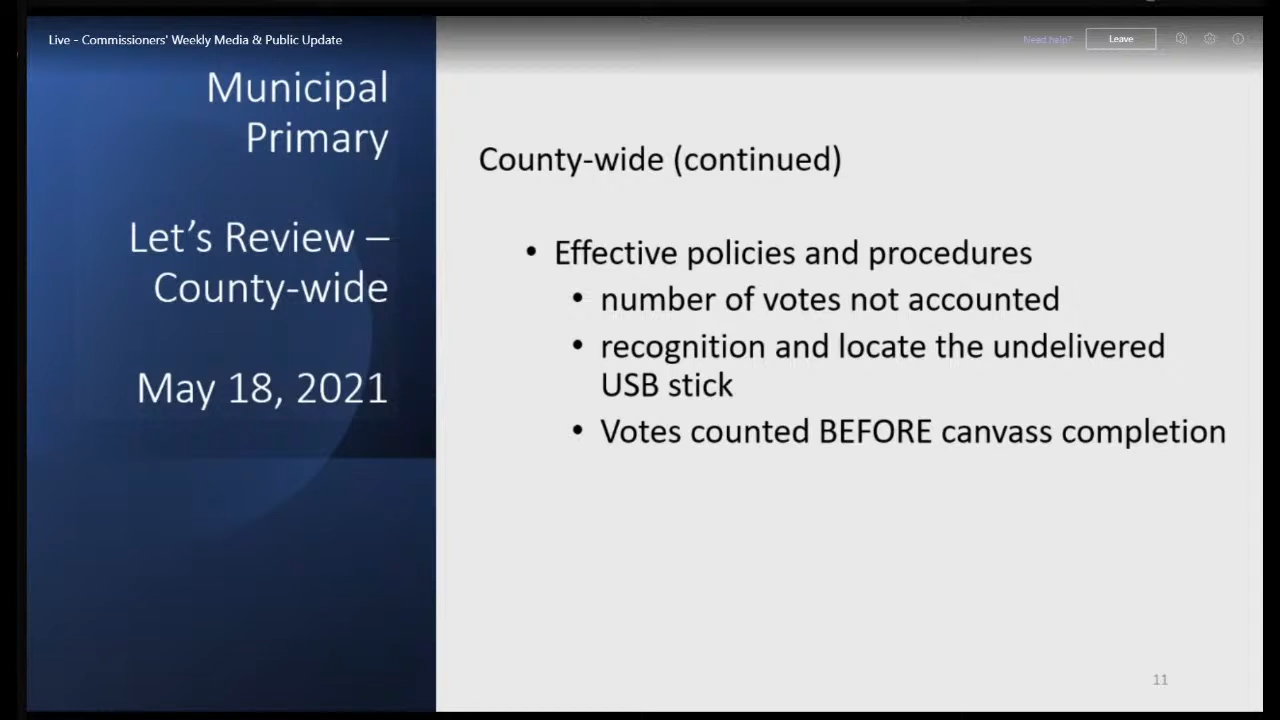 Live - Commissioners' Weekly Media & Public Update
Need help?
Leave
Municipal
Primary
Let's Review –
County-wide
May 18, 2021
County-wide (continued)
• Effective policies and procedures
• number of votes not accounted
• recognition and locate the undelivered
USB stick
• Votes counted BEFORE canvass completion
11